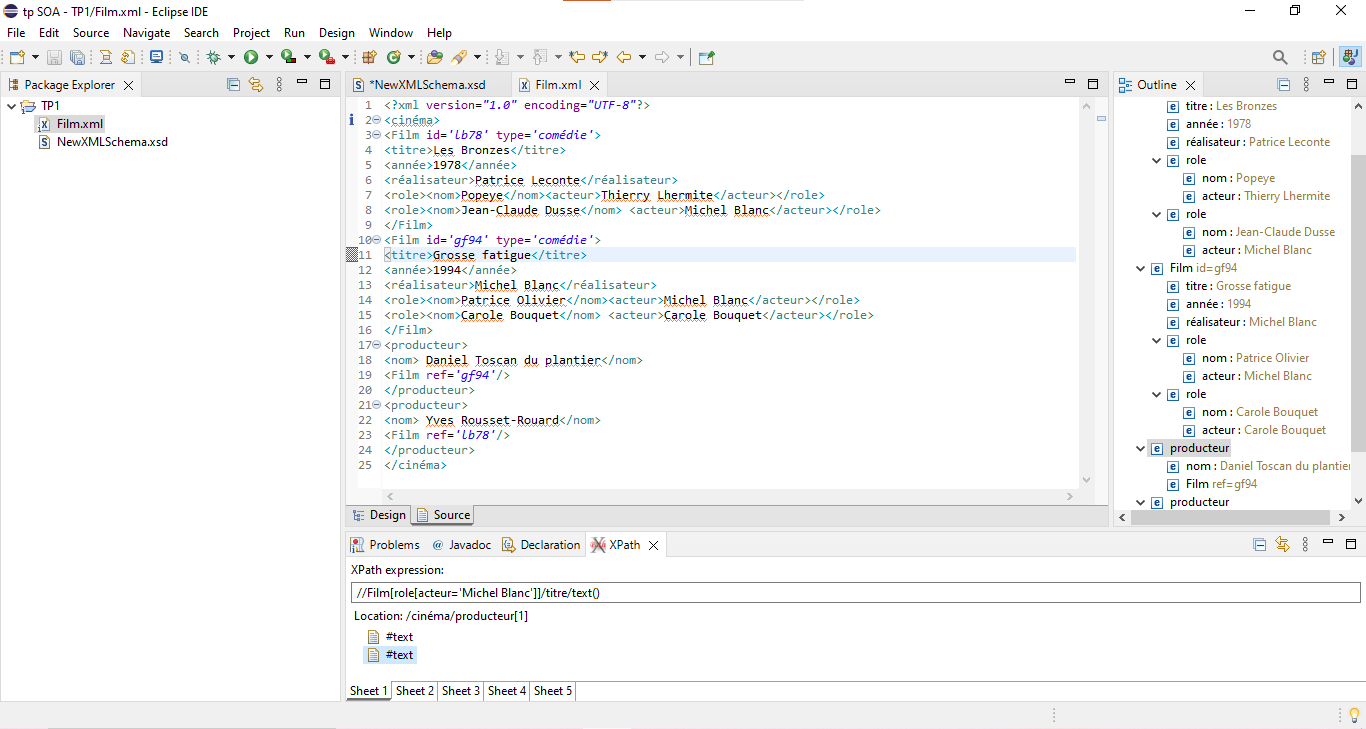 tp SOA - TP1/Film.xml - Eclipse IDE
File Edit Source Navigate Search Project Run Design Window Help
Package Explorer
TP1
Film.xml
NewXMLSchema.xsd
*NewXMLSchema.xsd Film.xml
1 <?xml version="1.0" encoding="UTF-8"?>
2 <cinéma>
3 <Film id='lb78' type='comédie'>
4 <titre>Les Bronzes</titre>
5 <année>1978</année>
6 <réalisateur>Patrice Leconte</réalisateur>
7 <role><nom>Popeye</nom><acteur>Thierry Lhermite</acteur></role>
8 <role><nom>Jean-Claude Dusse</nom> <acteur>Michel Blanc</acteur></role>
9 </Film>
10 <Film id='gf94' type='comédie'>
11 <titre>Grosse fatigue</titre>
12 <année>1994</année>
13 <réalisateur>Michel Blanc</réalisateur>
14 <role><nom>Patrice Olivier</nom><acteur>Michel Blanc</acteur></role>
15 <role><nom>Carole Bouquet</nom> <acteur>Carole Bouquet</acteur></role>
16 </Film>
17 <producteur>
18 <nom> Daniel Toscan du plantier</nom>
19 <Film ref='gf94'/>
20 </producteur>
21 <producteur>
22 <nom> Yves Rousset-Rouard</nom>
23 <Film ref='lb78'/>
24 </producteur>
25 </cinéma>
Design Source
Outline
titre : Les Bronzes
année : 1978
réalisateur : Patrice Leconte
role
nom : Popeye
acteur : Thierry Lhermite
role
nom : Jean-Claude Dusse
acteur : Michel Blanc
Film id=gf94
titre : Grosse fatigue
année : 1994
réalisateur : Michel Blanc
role
nom : Patrice Olivier
acteur : Michel Blanc
role
nom : Carole Bouquet
acteur : Carole Bouquet
producteur
nom : Daniel Toscan du plantier
Film ref=gf94
producteur
Problems @ Javadoc Declaration XPath
XPath expression:
//Film[role[acteur='Michel Blanc']]/titre/text()
Location: /cinéma/producteur[1]
#text
#text
Sheet 1 Sheet 2 Sheet 3 Sheet 4 Sheet 5